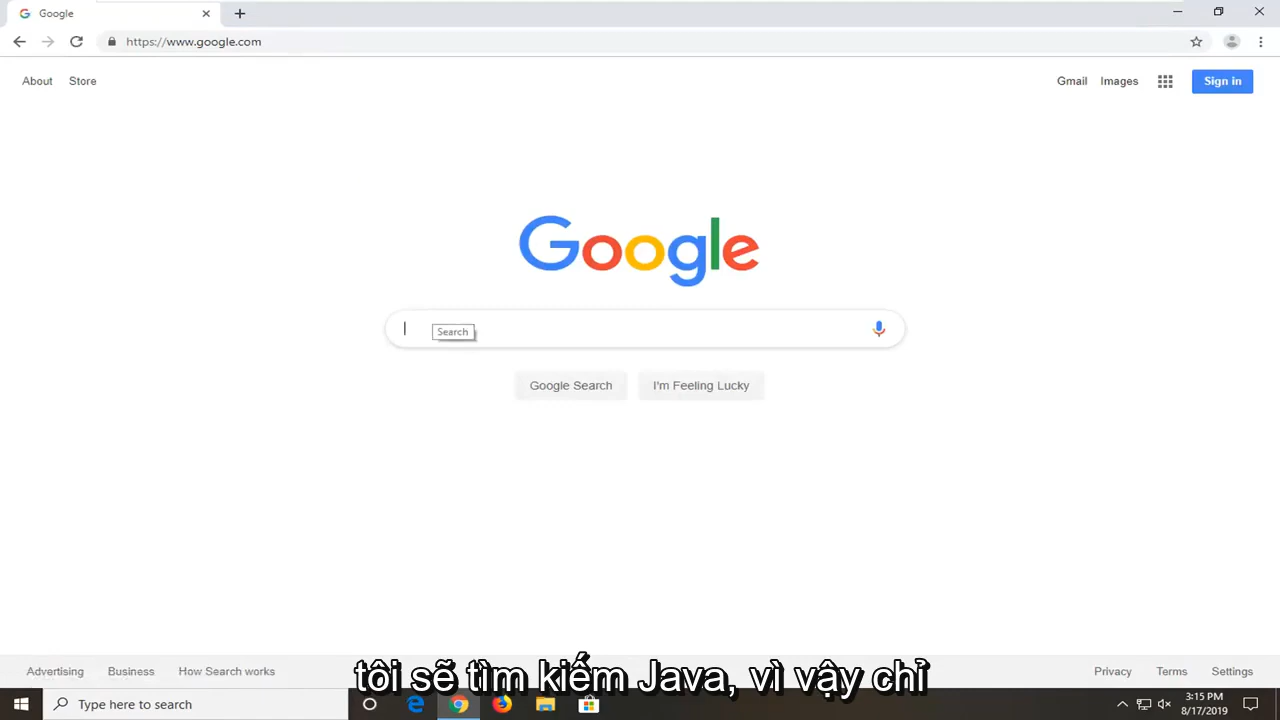 Google
https://www.google.com
About Store
Gmail Images Sign in
Google
Search
Google Search I'm Feeling Lucky
Advertising Business How Search works
Privacy Terms Settings
tôi sẽ tìm kiếm Java, vì vậy chỉ
Type here to search
3:15 PM
8/17/2019